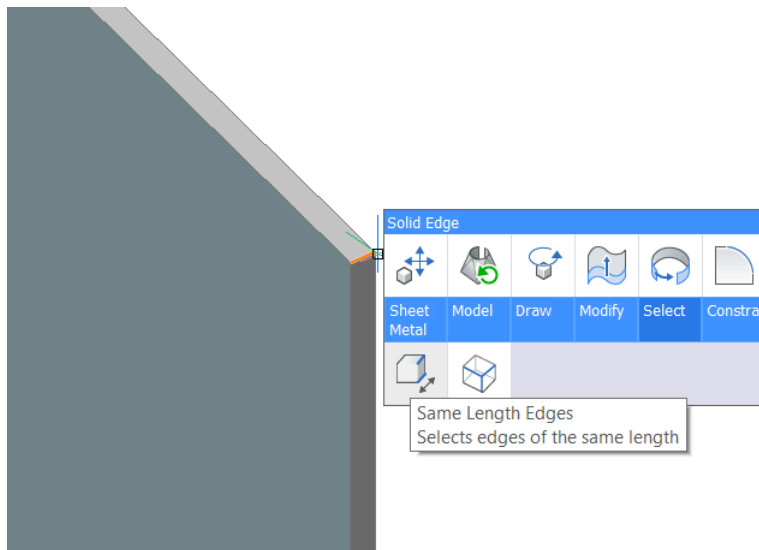 Solid Edge
Sheet Metal
Model
Draw
Modify
Select
Constra
Same Length Edges
Selects edges of the same length